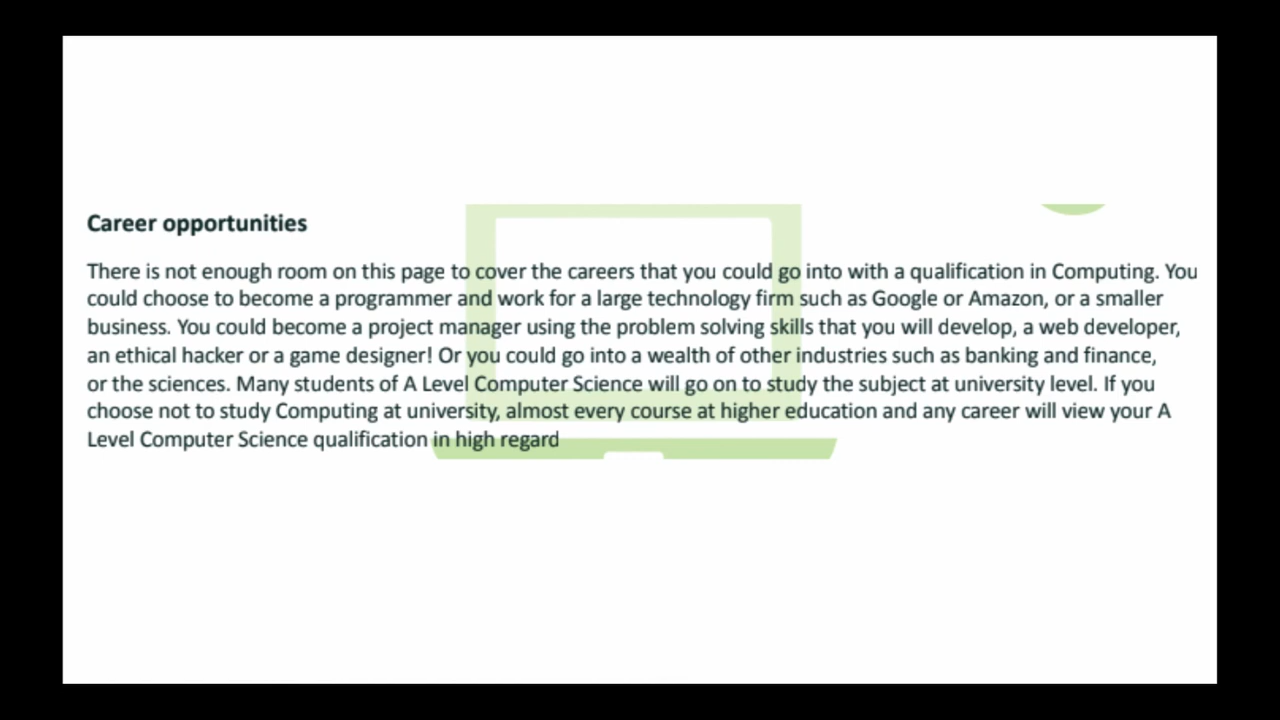 Career opportunities
There is not enough room on this page to cover the careers that you could go into with a qualification in Computing. You
could choose to become a programmer and work for a large technology firm such as Google or Amazon, or a smaller
business. You could become a project manager using the problem solving skills that you will develop, a web developer,
an ethical hacker or a game designer! Or you could go into a wealth of other industries such as banking and finance,
or the sciences. Many students of A Level Computer Science will go on to study the subject at university level. If you
choose not to study Computing at university, almost every course at higher education and any career will view your A
Level Computer Science qualification in high regard